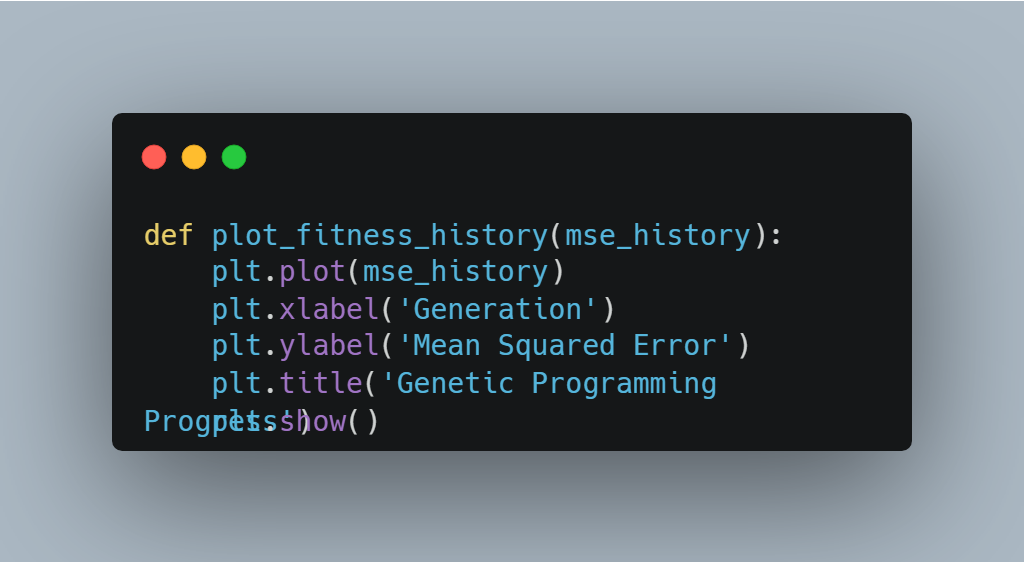 def plot_fitness_history(mse_history):
    plt.plot(mse_history)
    plt.xlabel('Generation')
    plt.ylabel('Mean Squared Error')
    plt.title('Genetic Programming
Progress')
    plt.show()